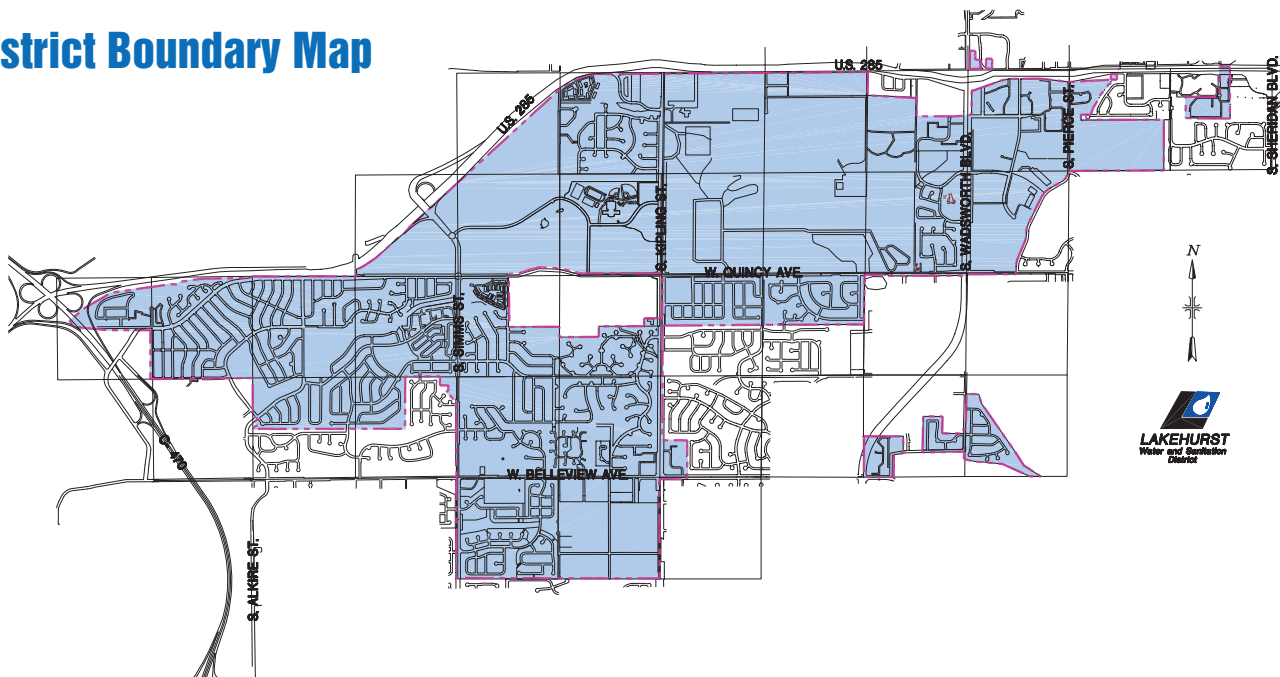 strict Boundary Map
U.S. 285
U.S. 285
S. SHERIDAN BLVD.
S. PIERCE ST.
S. WADSWORTH BLVD.
S. KIPLING ST.
W. QUINCY AVE.
S. SIMMS ST.
N
LAKEHURST
Water and Sanitation
District
C-470
W. BELLEVIEW AVE.
S. ALKIRE ST.